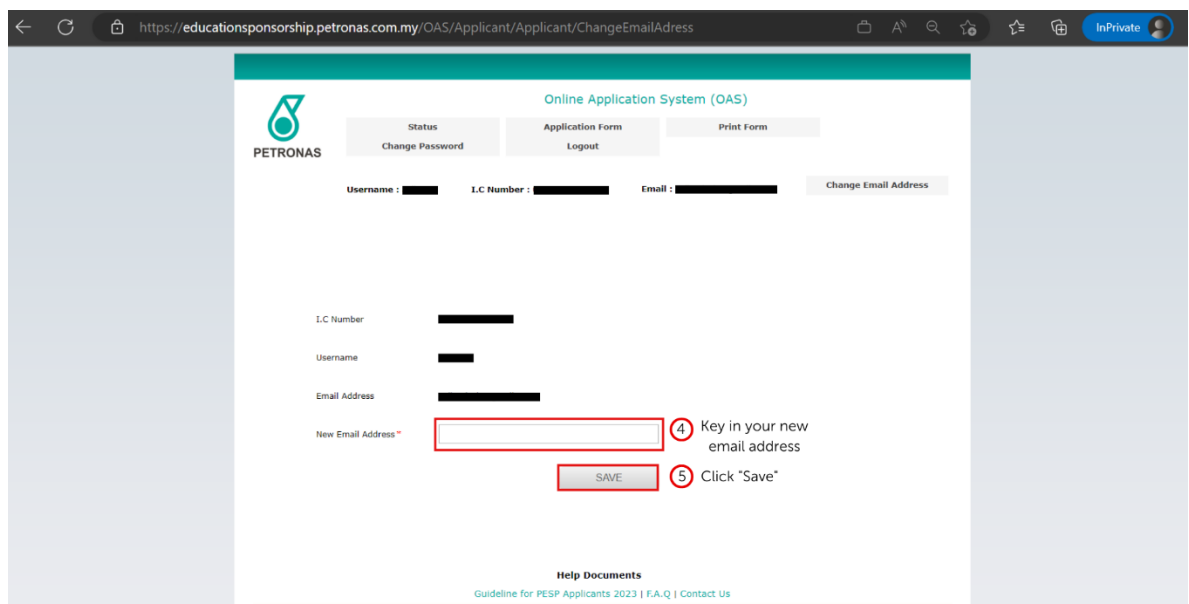 https://educationsponsorship.petronas.com.my/OAS/Applicant/Applicant/ChangeEmailAdress
InPrivate
PETRONAS
Online Application System (OAS)
Status Application Form Print Form
Change Password Logout
Username : I.C Number : Email : Change Email Address
I.C Number
Username
Email Address
New Email Address *
4 Key in your new
email address
SAVE
5 Click "Save"
Help Documents
Guideline for PESP Applicants 2023 | F.A.Q | Contact Us